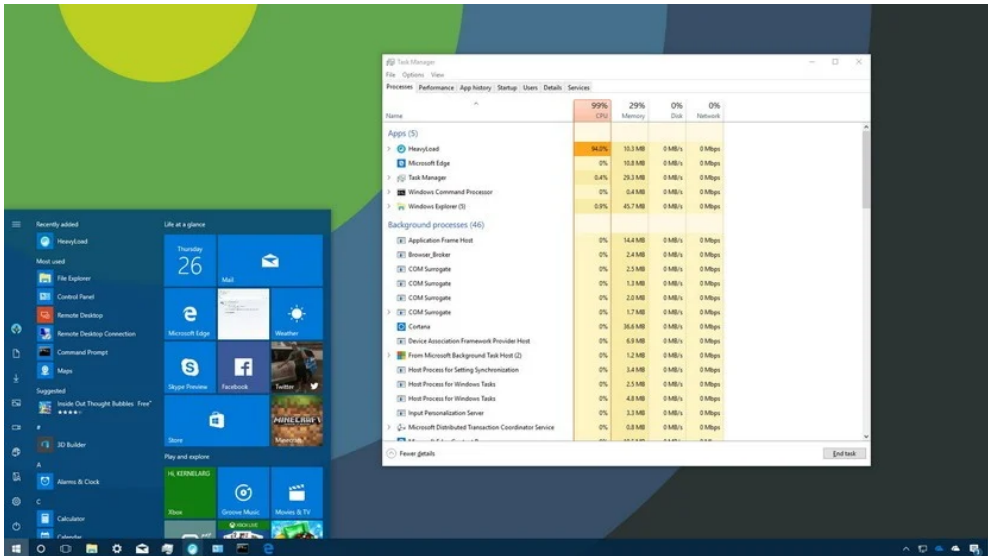 Task Manager
File Options View
Processes Performance App history Startup Users Details Services
99% 29% 0% 0%
Name CPU Memory Disk Network
Apps (5)
HeavyLoad 94.0% 10.3 MB 0 MB/s 0 Mbps
Microsoft Edge 0% 10.8 MB 0 MB/s 0 Mbps
Task Manager 0.4% 29.3 MB 0 MB/s 0 Mbps
Windows Command Processor 0% 0.4 MB 0 MB/s 0 Mbps
Windows Explorer (5) 0.9% 45.7 MB 0 MB/s 0 Mbps
Background processes (46)
Application Frame Host 0% 14.4 MB 0 MB/s 0 Mbps
Browser_Broker 0% 2.4 MB 0 MB/s 0 Mbps
COM Surrogate 0% 2.5 MB 0 MB/s 0 Mbps
COM Surrogate 0% 1.3 MB 0 MB/s 0 Mbps
COM Surrogate 0% 2.0 MB 0 MB/s 0 Mbps
COM Surrogate 0% 1.7 MB 0 MB/s 0 Mbps
Cortana 0% 36.6 MB 0 MB/s 0 Mbps
Device Association Framework Provider Host 0% 6.9 MB 0 MB/s 0 Mbps
From Microsoft Background Task Host (2) 0% 1.2 MB 0 MB/s 0 Mbps
Host Process for Setting Synchronization 0% 3.4 MB 0 MB/s 0 Mbps
Host Process for Windows Tasks 0% 2.5 MB 0 MB/s 0 Mbps
Host Process for Windows Tasks 0% 4.8 MB 0 MB/s 0 Mbps
Input Personalization Server 0% 3.3 MB 0 MB/s 0 Mbps
Microsoft Distributed Transaction Coordinator Service 0% 0.8 MB 0 MB/s 0 Mbps
Fewer details End task
Recently added
HeavyLoad
Most used
File Explorer
Control Panel
Remote Desktop
Remote Desktop Connection
Command Prompt
Maps
Suggested
Inside Out Thought Bubbles Free*
#
3D Builder
A
Alarms & Clock
C
Calculator
Calendar
Life at a glance
Thursday
26
Mail
Microsoft Edge
Weather
Skype Preview
Facebook
Twitter
Store
MINECRAFT
Minecraft
Play and explore
Hi, KERNELARG
Xbox
Groove Music
Movies & TV
XBOX LIVE